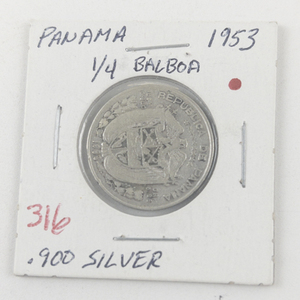 PANAMA 1953
1/4 BALBOA
316
.900 SILVER